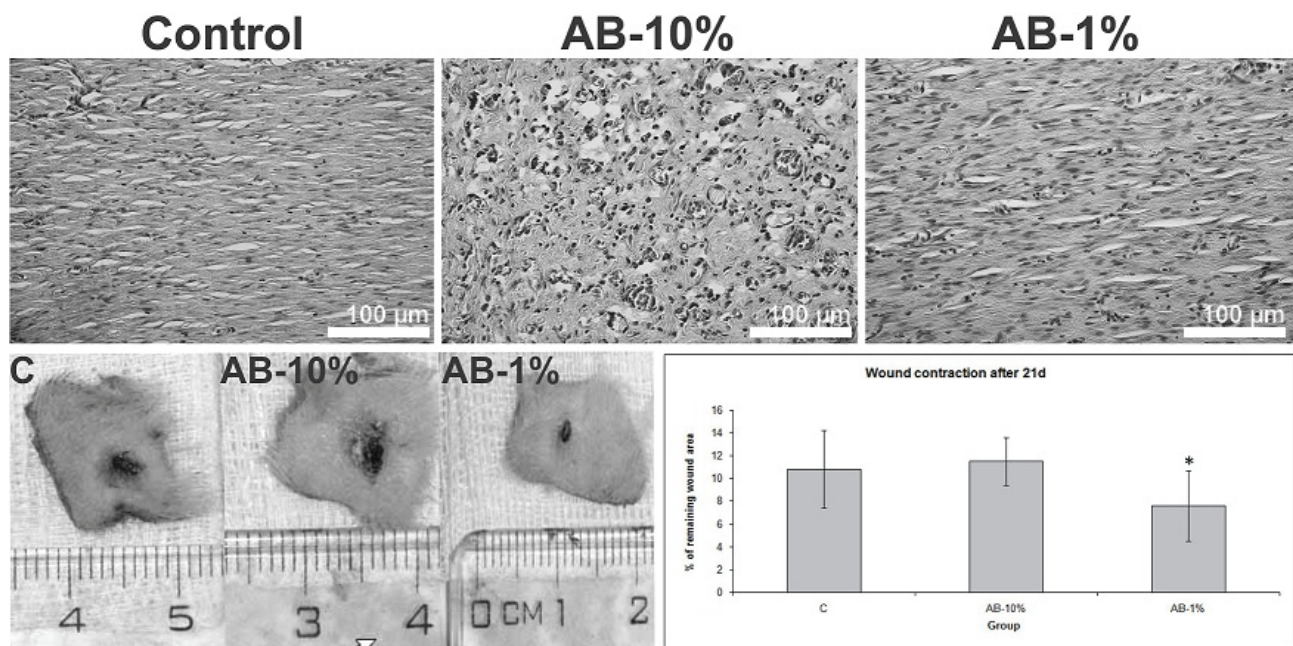 Control
AB-10%
AB-1%
100 µm
100 µm
100 µm
C
AB-10%
AB-1%
4 5
3 4
0 CM 1 2
Wound contraction after 21d
% of remaining wound area
16
14
12
10
8
6
4
2
0
*
C
AB-10%
AB-1%
Group